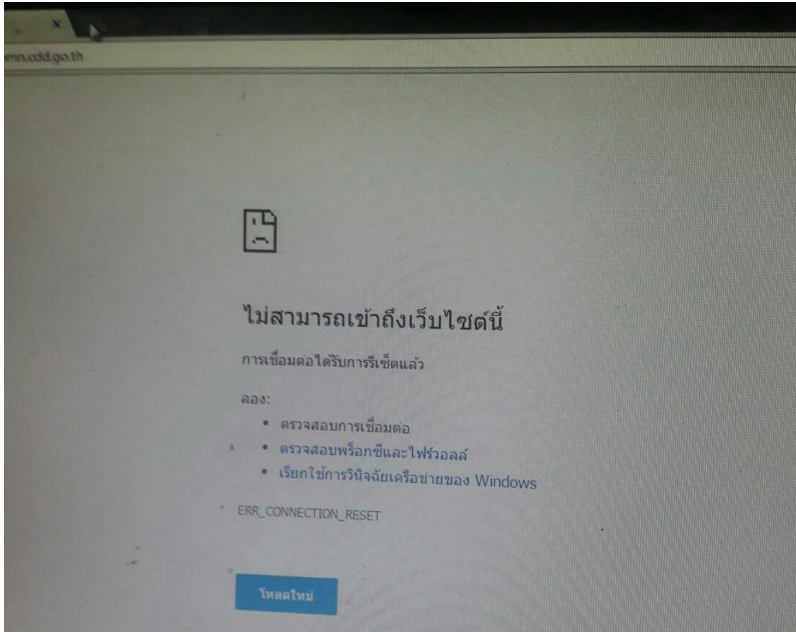 mn.cdd.go.th
ไม่สามารถเข้าถึงเว็บไซต์นี้
การเชื่อมต่อได้รับการรีเซ็ตแล้ว
ลอง:
ตรวจสอบการเชื่อมต่อ
ตรวจสอบพร็อกซีและไฟร์วอลล์
เรียกใช้การวินิจฉัยเครือข่ายของ Windows
ERR_CONNECTION_RESET
โหลดใหม่